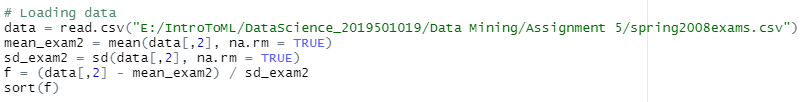 # Loading data
data = read.csv("E:/IntroToML/DataScience_2019501019/Data Mining/Assignment 5/spring2008exams.csv")
mean_exam2 = mean(data[,2], na.rm = TRUE)
sd_exam2 = sd(data[,2], na.rm = TRUE)
f = (data[,2] - mean_exam2) / sd_exam2
sort(f)